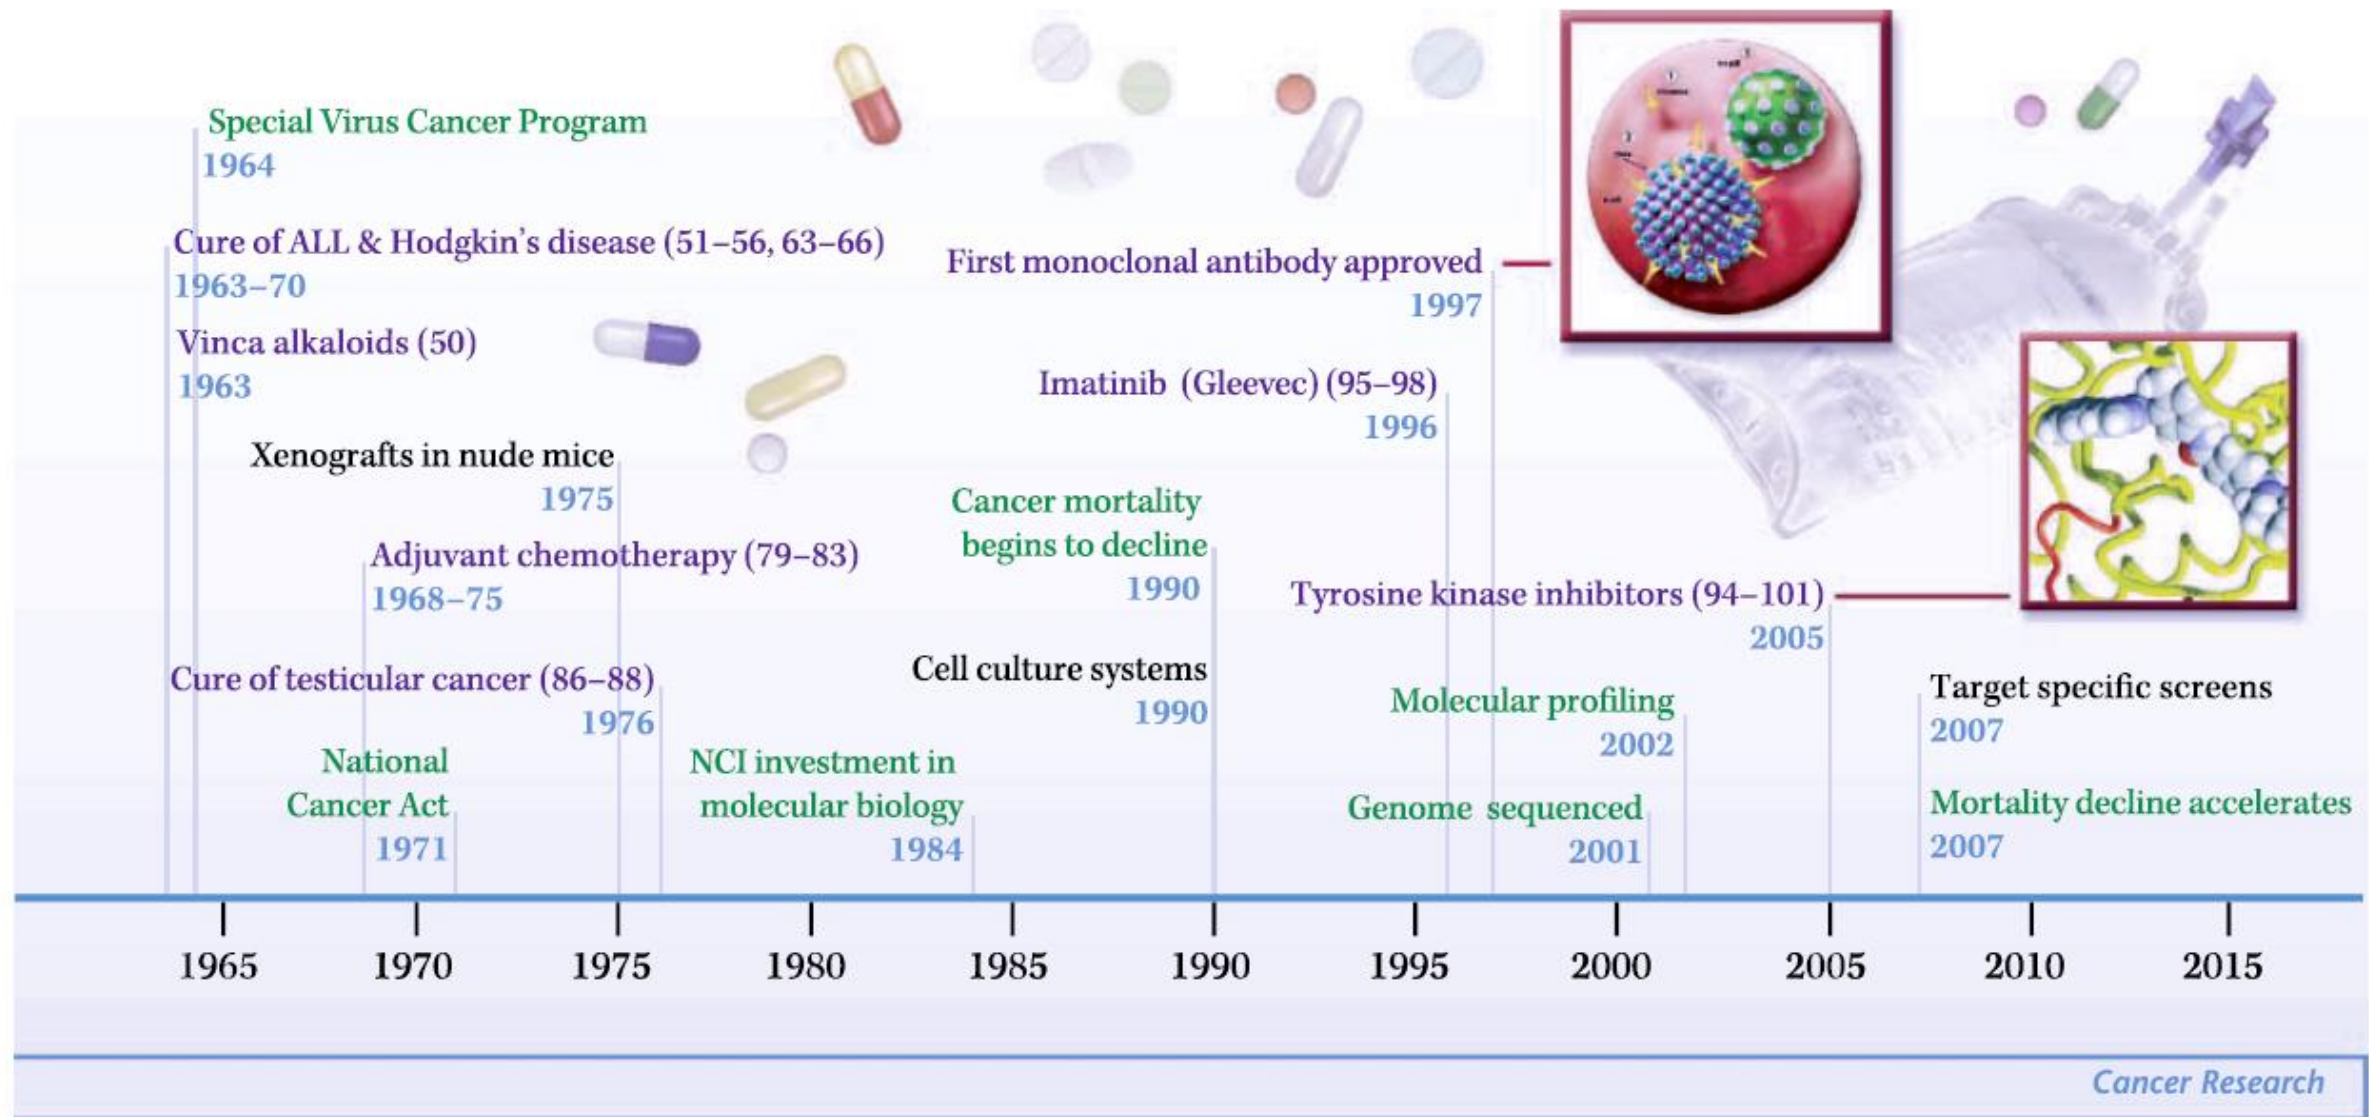 Special Virus Cancer Program
1964
Cure of ALL & Hodgkin's disease (51–56, 63–66)
1963–70
First monoclonal antibody approved
1997
Vinca alkaloids (50)
1963
Imatinib (Gleevec) (95–98)
1996
Xenografts in nude mice
1975
Cancer mortality
begins to decline
1990
Adjuvant chemotherapy (79–83)
1968–75
Tyrosine kinase inhibitors (94–101)
2005
Cure of testicular cancer (86–88)
1976
Cell culture systems
1990
Molecular profiling
2002
Target specific screens
2007
National
Cancer Act
1971
NCI investment in
molecular biology
1984
Genome sequenced
2001
Mortality decline accelerates
2007
1965 1970 1975 1980 1985 1990 1995 2000 2005 2010 2015
Cancer Research